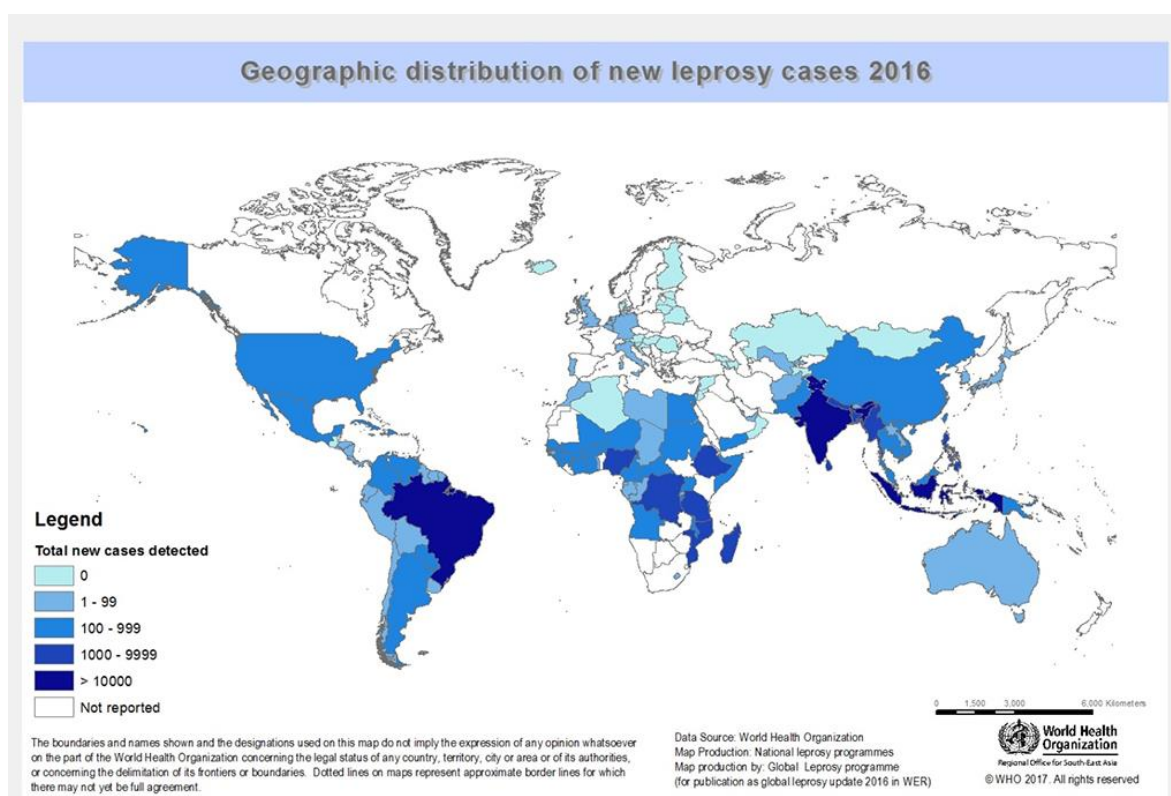 Geographic distribution of new leprosy cases 2016
Legend
Total new cases detected
0
1 - 99
100 - 999
1000 - 9999
> 10000
Not reported
The boundaries and names shown and the designations used on this map do not imply the expression of any opinion whatsoever
on the part of the World Health Organization concerning the legal status of any country, territory, city or area or of its authorities,
or concerning the delimitation of its frontiers or boundaries. Dotted lines on maps represent approximate border lines for which
there may not yet be full agreement.
Data Source: World Health Organization
Map Production: National leprosy programmes
Map production by: Global Leprosy programme
(for publication as global leprosy update 2016 in WER)
0 1,500 3,000 6,000 Kilometers
World Health
Organization
Regional Office for South-East Asia
© WHO 2017. All rights reserved